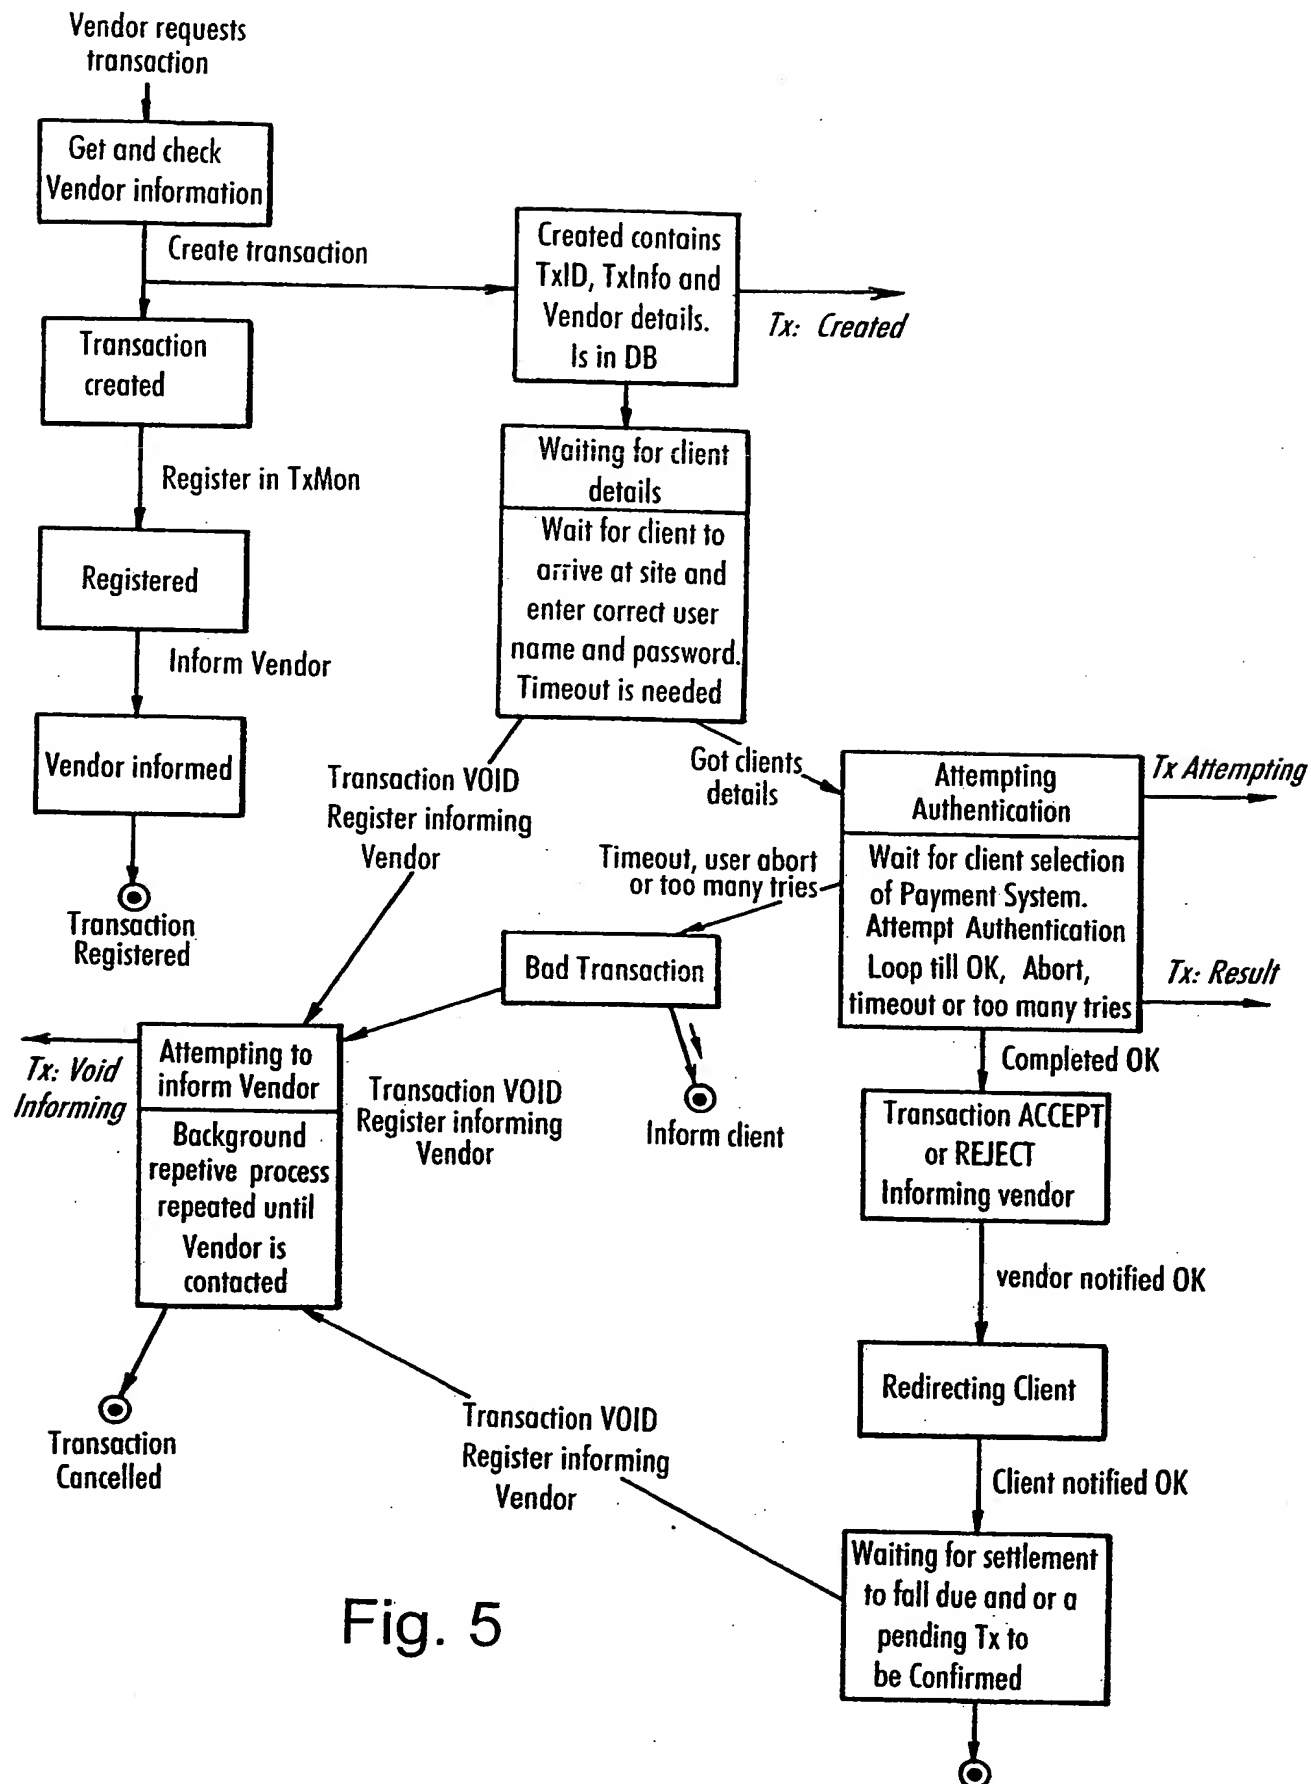 Vendor requests
transaction
Get and check
Vendor information
Create transaction
Transaction
created
Register in TxMon
Registered
Inform Vendor
Vendor informed
Transaction
Registered
Created contains
TxID, TxInfo and
Vendor details.
Is in DB
Tx: Created
Waiting for client
details
Wait for client to
arrive at site and
enter correct user
name and password.
Timeout is needed
Transaction VOID
Register informing
Vendor
Got clients
details
Attempting
Authentication
Wait for client selection
of Payment System.
Attempt Authentication
Loop till OK, Abort,
timeout or too many tries
Tx Attempting
Tx: Result
Timeout, user abort
or too many tries
Bad Transaction
Inform client
Transaction VOID
Register informing
Vendor
Attempting to
inform Vendor
Background
repetive process
repeated until
Vendor is
contacted
Tx: Void
Informing
Transaction
Cancelled
Completed OK
Transaction ACCEPT
or REJECT
Informing vendor
vendor notified OK
Redirecting Client
Client notified OK
Waiting for settlement
to fall due and or a
pending Tx to
be Confirmed
Transaction VOID
Register informing
Vendor
Fig. 5